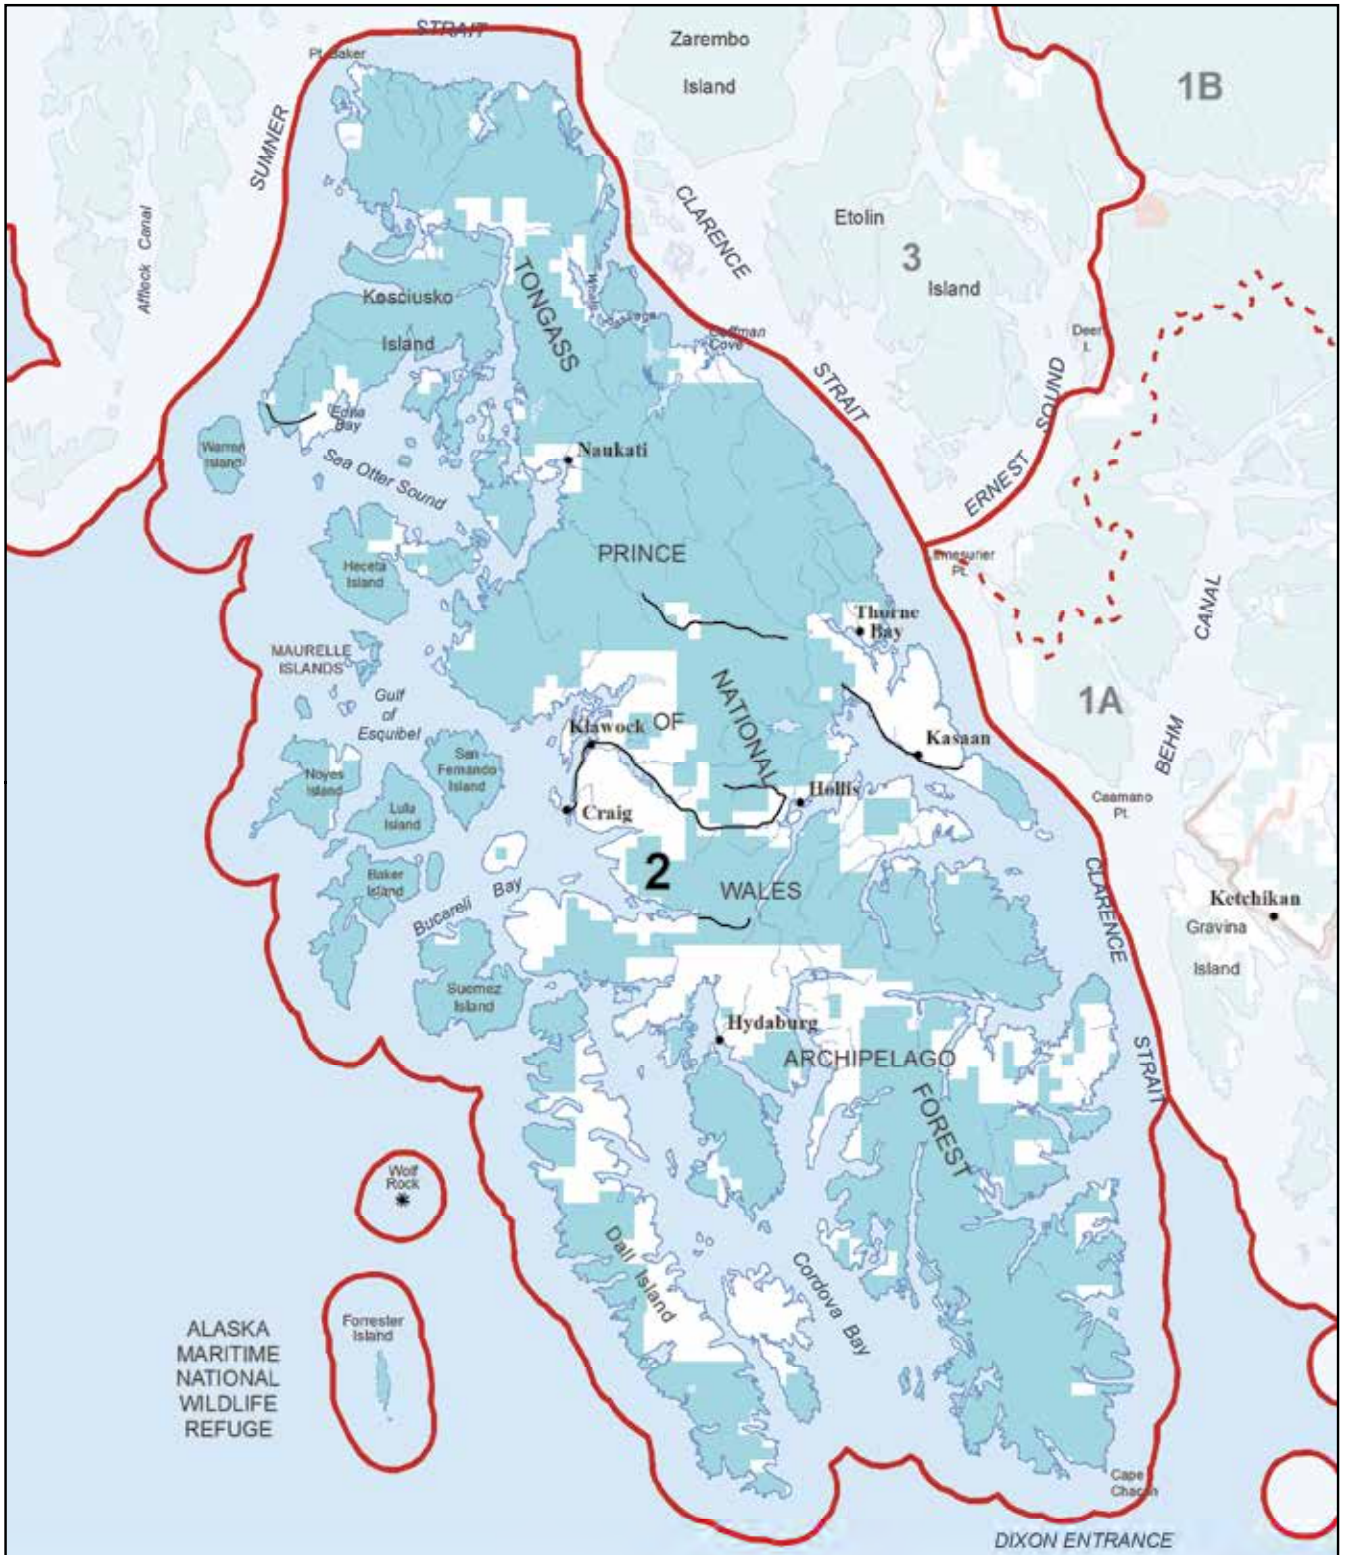 STRAIT
Pt. Baker
SUMNER
Zarembo
Island
1B
Affleck Canal
CLARENCE
Etolin
3
Island
TONGASS
Kosciusko
Island
Coffman
Cove
Deer
I.
STRAIT
SOUND
ERNEST
Edna
Bay
Warren
Island
Sea Otter Sound
Naukati
PRINCE
Lemesurier
Pt.
Heceta
Island
CANAL
Thorne
Bay
MAURELLE
ISLANDS
Gulf
of
Esquibel
NATIONAL
1A
BEHM
Klawock
OF
Kasaan
San
Fernando
Island
Noyes
Island
Lulu
Island
Craig
Hollis
Caamano
Pt.
2
WALES
Baker
Island
Bucareli Bay
CLARENCE
Ketchikan
Gravina
Island
Suemez
Island
Hydaburg
ARCHIPELAGO
STRAIT
FOREST
Wolf
Rock
Dall Island
Cordova Bay
Forrester
Island
ALASKA
MARITIME
NATIONAL
WILDLIFE
REFUGE
Cape
Chacon
DIXON ENTRANCE